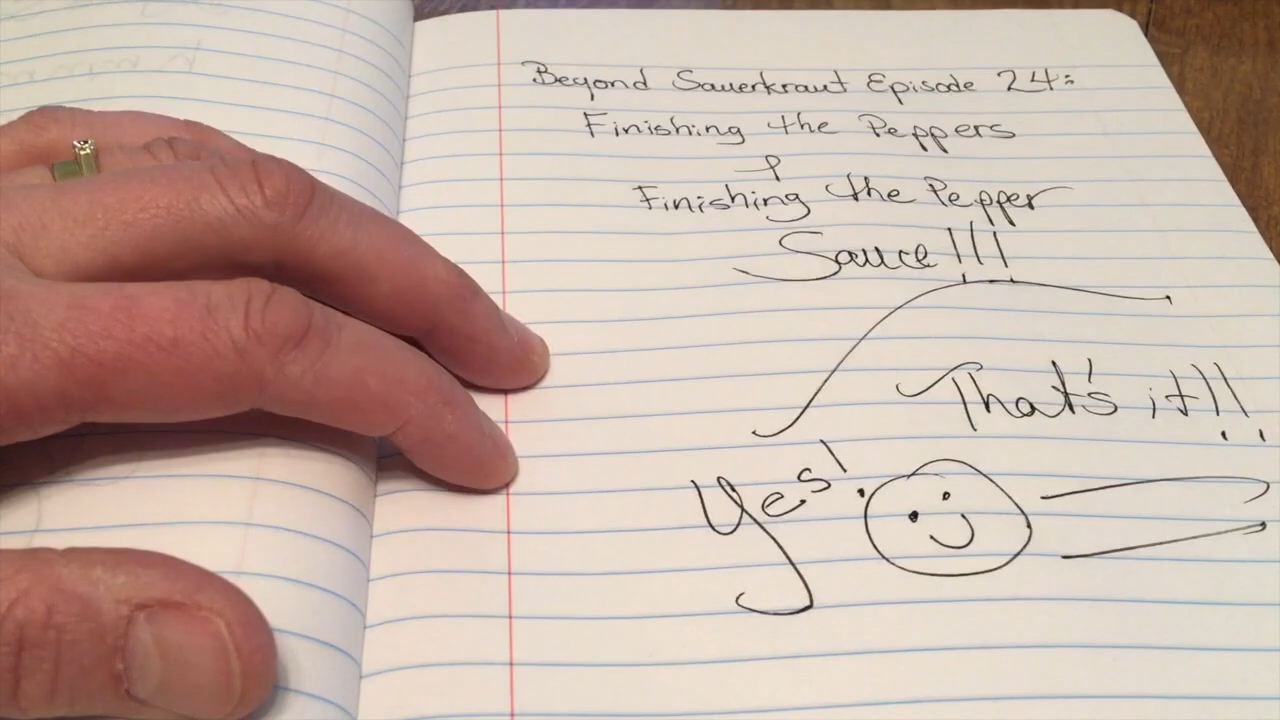 Beyond Sauerkraut Episode 24:
Finishing the Peppers
&
Finishing the Pepper
Sauce!!!
That's it!!
Yes!